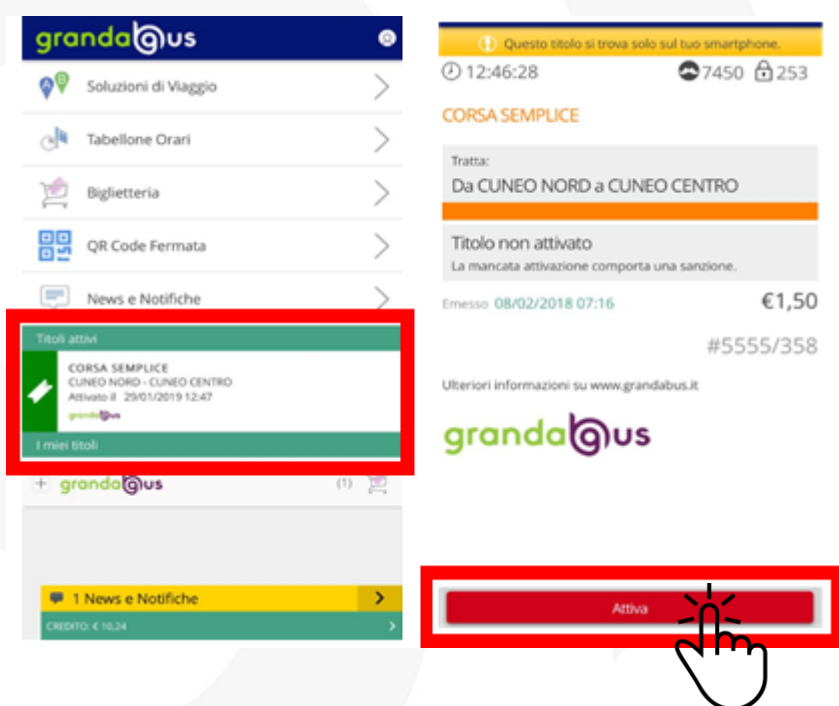 grandabus
Soluzioni di Viaggio
Tabellone Orari
Biglietteria
QR Code Fermata
News e Notifiche
Titoli attivi
CORSA SEMPLICE
CUNEO NORD - CUNEO CENTRO
Attivato il 29/01/2019 12:47
grandabus
I miei titoli
+ grandabus (1)
1 News e Notifiche
CREDITO: € 10,24
Questo titolo si trova solo sul tuo smartphone.
12:46:28 7450 253
CORSA SEMPLICE
Tratta:
Da CUNEO NORD a CUNEO CENTRO
Titolo non attivato
La mancata attivazione comporta una sanzione.
Emesso 08/02/2018 07:16 €1,50
#5555/358
Ulteriori informazioni su www.grandabus.it
grandabus
Attiva